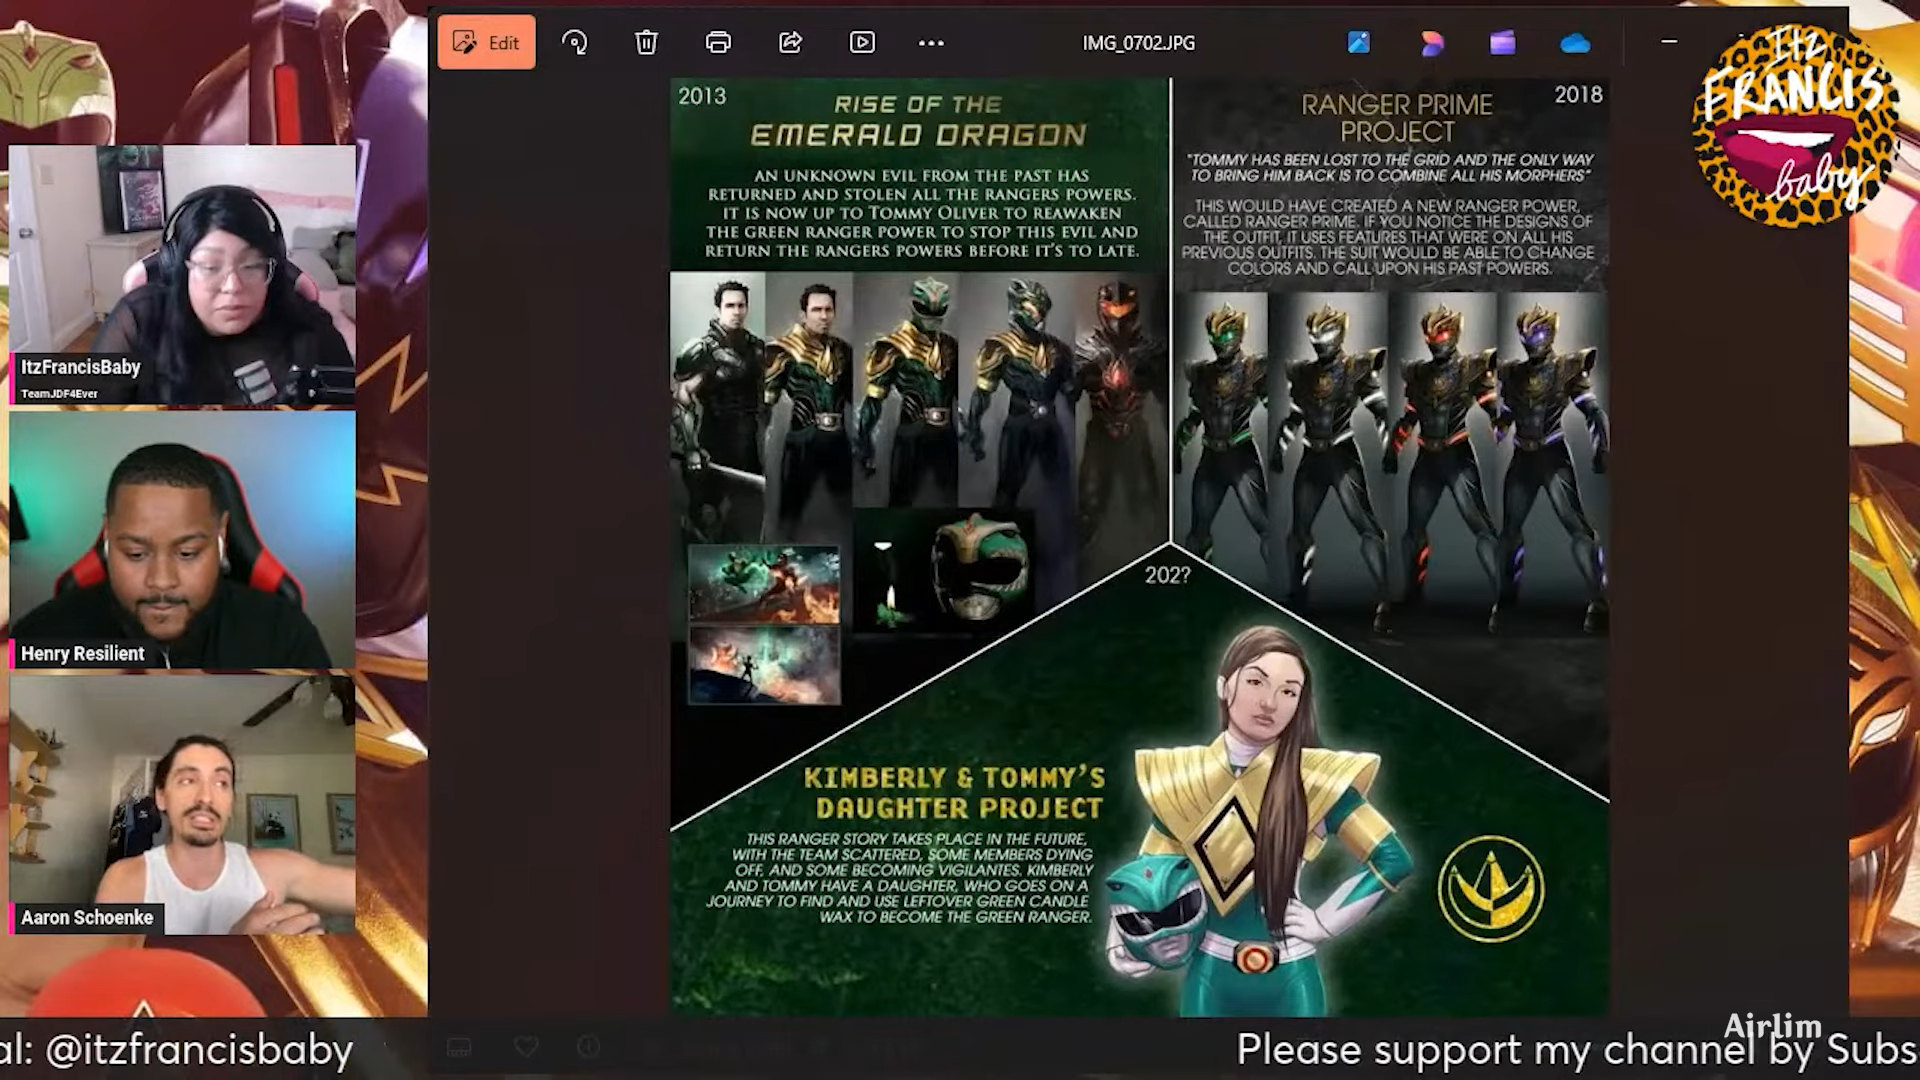 Edit
IMG_0702.JPG
Itz
FRANCIS
baby
ItzFrancisBaby
TeamJDF4Ever
Henry Resilient
Aaron Schoenke
2013
RISE OF THE
EMERALD DRAGON
AN UNKNOWN EVIL FROM THE PAST HAS
RETURNED AND STOLEN ALL THE RANGERS POWERS.
IT IS NOW UP TO TOMMY OLIVER TO REAWAKEN
THE GREEN RANGER POWER TO STOP THIS EVIL AND
RETURN THE RANGERS POWERS BEFORE IT'S TO LATE.
RANGER PRIME
PROJECT
2018
"TOMMY HAS BEEN LOST TO THE GRID AND THE ONLY WAY
TO BRING HIM BACK IS TO COMBINE ALL HIS MORPHERS"
THIS WOULD HAVE CREATED A NEW RANGER POWER,
CALLED RANGER PRIME. IF YOU NOTICE THE DESIGNS OF
THE OUTFIT, IT USES FEATURES THAT WERE ON ALL HIS
PREVIOUS OUTFITS. THE SUIT WOULD BE ABLE TO CHANGE
COLORS AND CALL UPON HIS PAST POWERS.
202?
KIMBERLY & TOMMY'S
DAUGHTER PROJECT
THIS RANGER STORY TAKES PLACE IN THE FUTURE,
WITH THE TEAM SCATTERED, SOME MEMBERS DYING
OFF, AND SOME BECOMING VIGILANTES. KIMBERLY
AND TOMMY HAVE A DAUGHTER, WHO GOES ON A
JOURNEY TO FIND AND USE LEFTOVER GREEN CANDLE
WAX TO BECOME THE GREEN RANGER.
Airlim
al: @itzfrancisbaby
Please support my channel by Subs